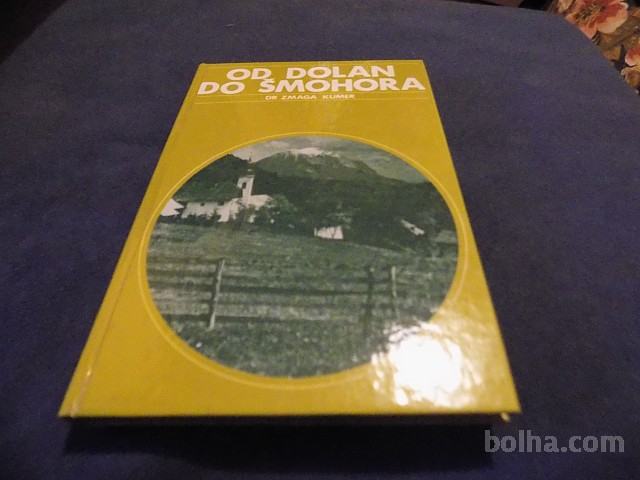 OD DOLAN
DO ŠMOHORA
DR ZMAGA KUMER
bolha.com